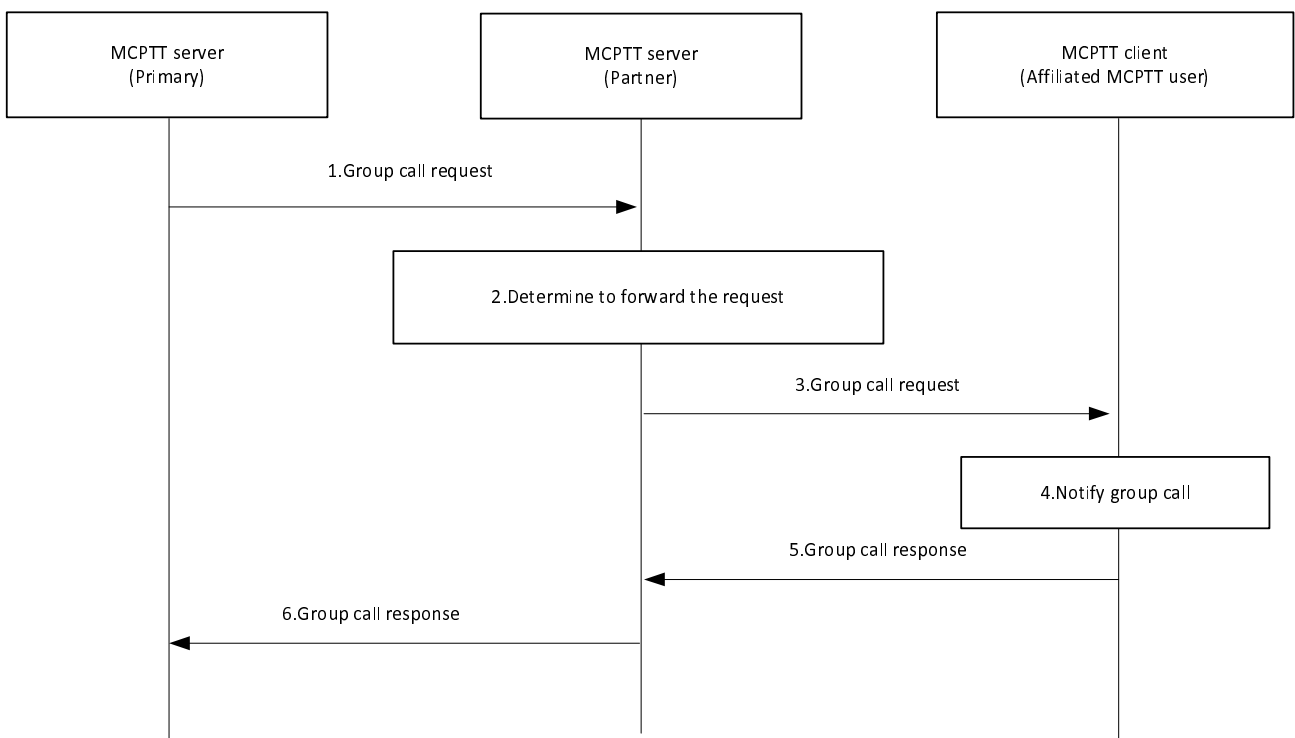 MCPTT server
(Primary)
MCPTT server
(Partner)
MCPTT client
(Affiliated MCPTT user)
1.Group call request
2.Determine to forward the request
3.Group call request
4.Notify group call
5.Group call response
6.Group call response